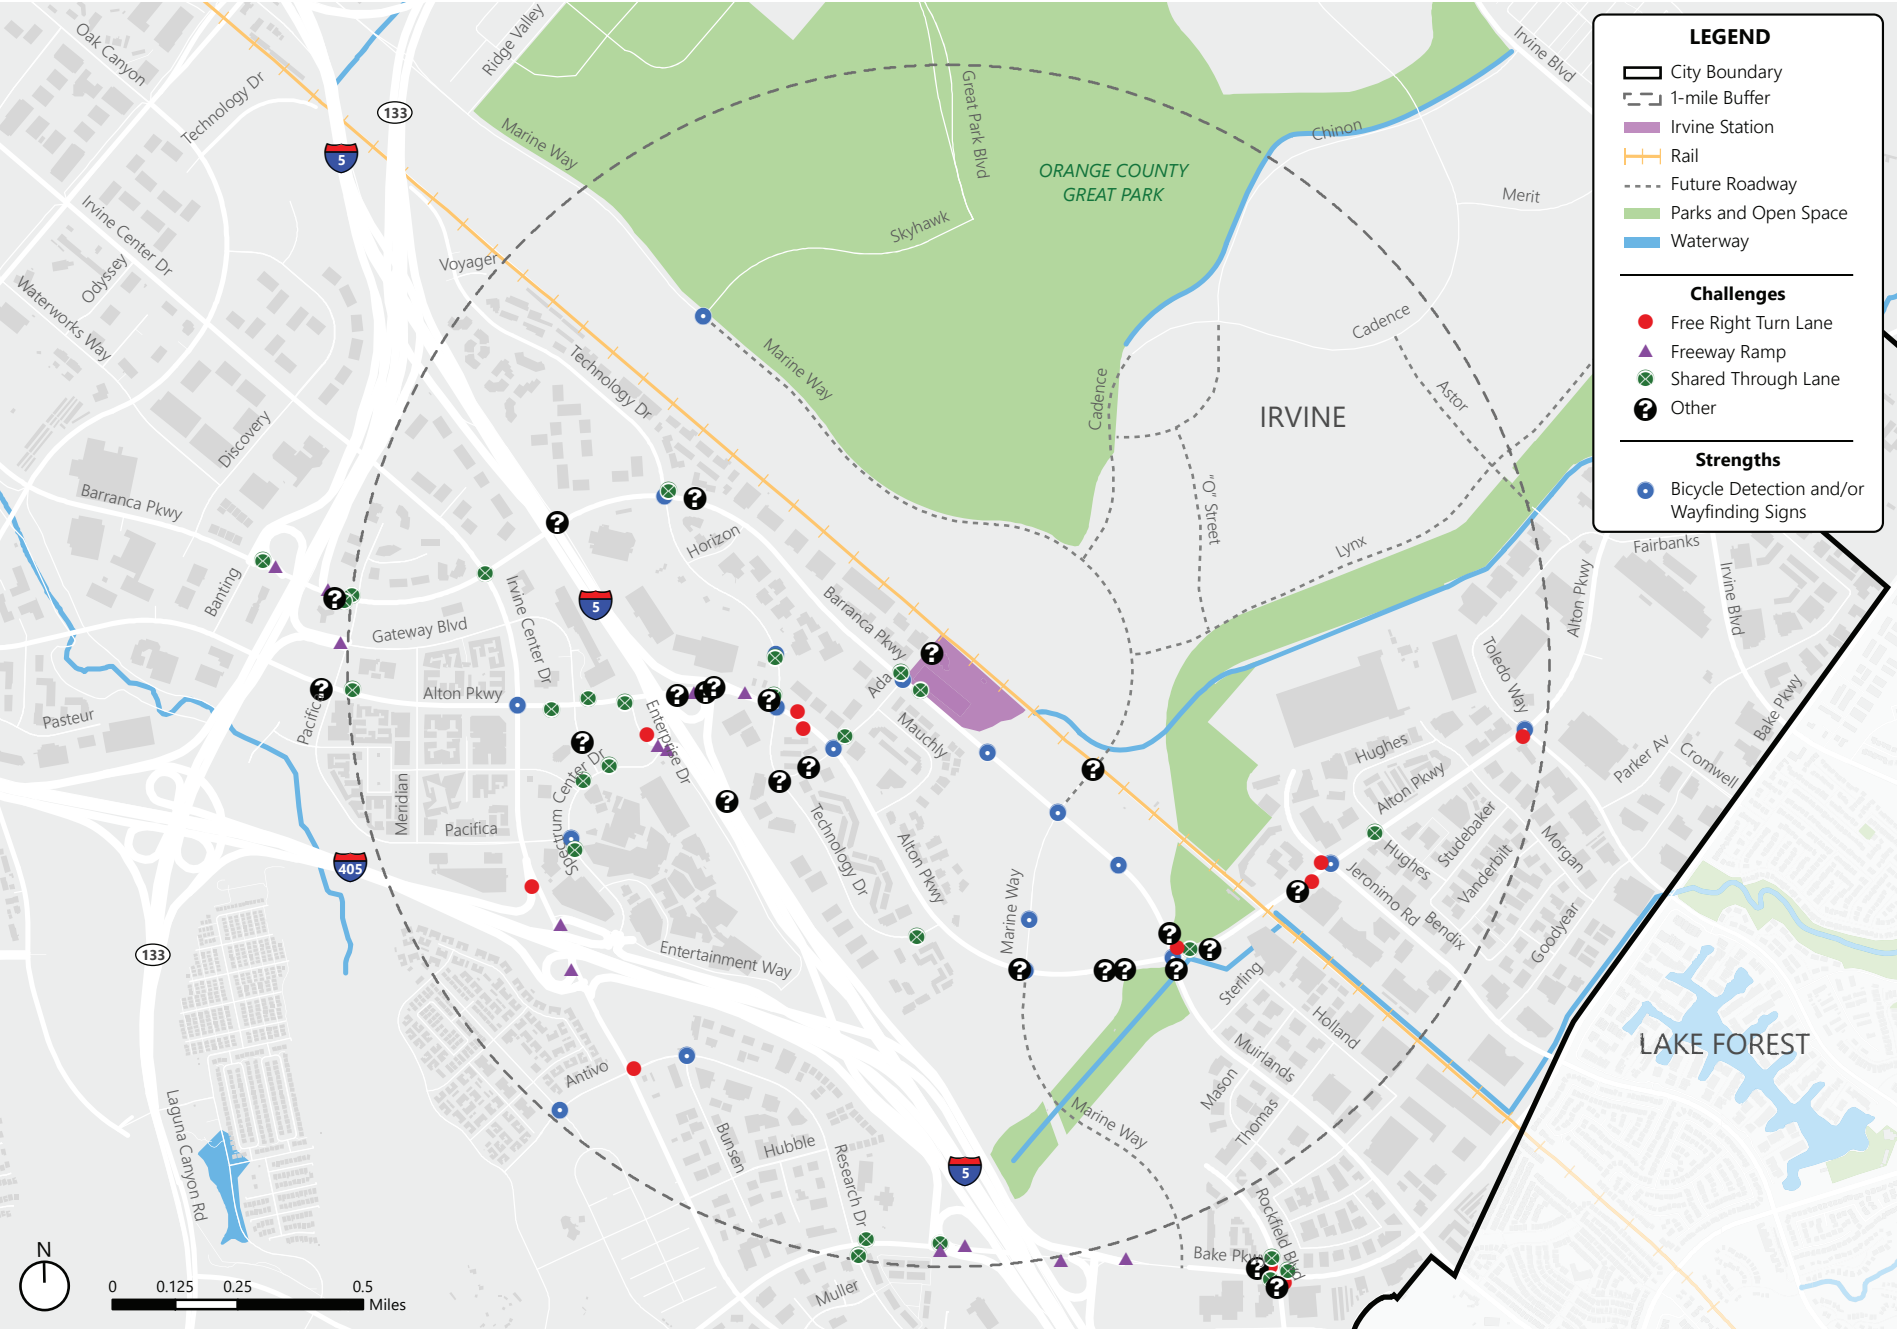 LEGEND
City Boundary
1-mile Buffer
Irvine Station
Rail
Future Roadway
Parks and Open Space
Waterway
Challenges
Free Right Turn Lane
Freeway Ramp
Shared Through Lane
? Other
Strengths
Bicycle Detection and/or
Wayfinding Signs
Oak Canyon
Technology Dr
Ridge Valley
133
5
Marine Way
Great Park Blvd
ORANGE COUNTY
GREAT PARK
Chinon
Irvine Blvd
Merit
Irvine Center Dr
Odyssey
Waterworks Way
Voyager
Skyhawk
Technology Dr
Marine Way
Cadence
Cadence
Astor
IRVINE
Discovery
Barranca Pkwy
"O" Street
Lynx
Horizon
Fairbanks
Alton Pkwy
Irvine Blvd
Banting
Gateway Blvd
Irvine Center Dr
5
Barranca Pkwy
Ada
Mauchly
Toledo Way
Bake Pkwy
Pasteur
Pacifica
Alton Pkwy
Enterprise Dr
Hughes
Alton Pkwy
Parker Av
Cromwell
Meridian
Pacifica
Spectrum Center Dr
Technology Dr
Alton Pkwy
Studebaker
Vanderbilt
Morgan
Hughes
Jeronimo Rd
Bendix
Goodyear
405
133
Entertainment Way
Marine Way
Sterling
Holland
Muirlands
Mason
Thomas
LAKE FOREST
Antivo
Laguna Canyon Rd
Bunsen
Hubble
Research Dr
5
Marine Way
Rockfield Blvd
Bake Pkwy
Muller
N
0 0.125 0.25 0.5
Miles